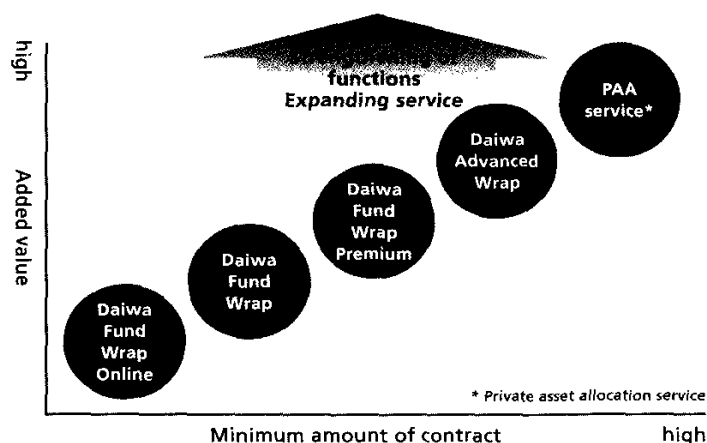 high
Added value
functions
Expanding service
PAA
service*
Daiwa
Advanced
Wrap
Daiwa
Fund
Wrap
Premium
Daiwa
Fund
Wrap
Daiwa
Fund
Wrap
Online
* Private asset allocation service
Minimum amount of contract
high